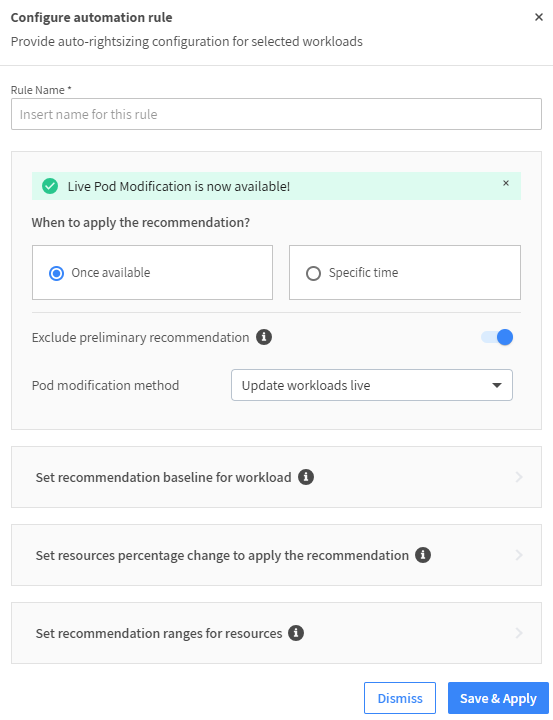 Configure automation rule
Provide auto-rightsizing configuration for selected workloads
Rule Name *
Insert name for this rule
Live Pod Modification is now available!
When to apply the recommendation?
Once available
Specific time
Exclude preliminary recommendation
Pod modification method
Update workloads live
Set recommendation baseline for workload
Set resources percentage change to apply the recommendation
Set recommendation ranges for resources
Dismiss
Save & Apply